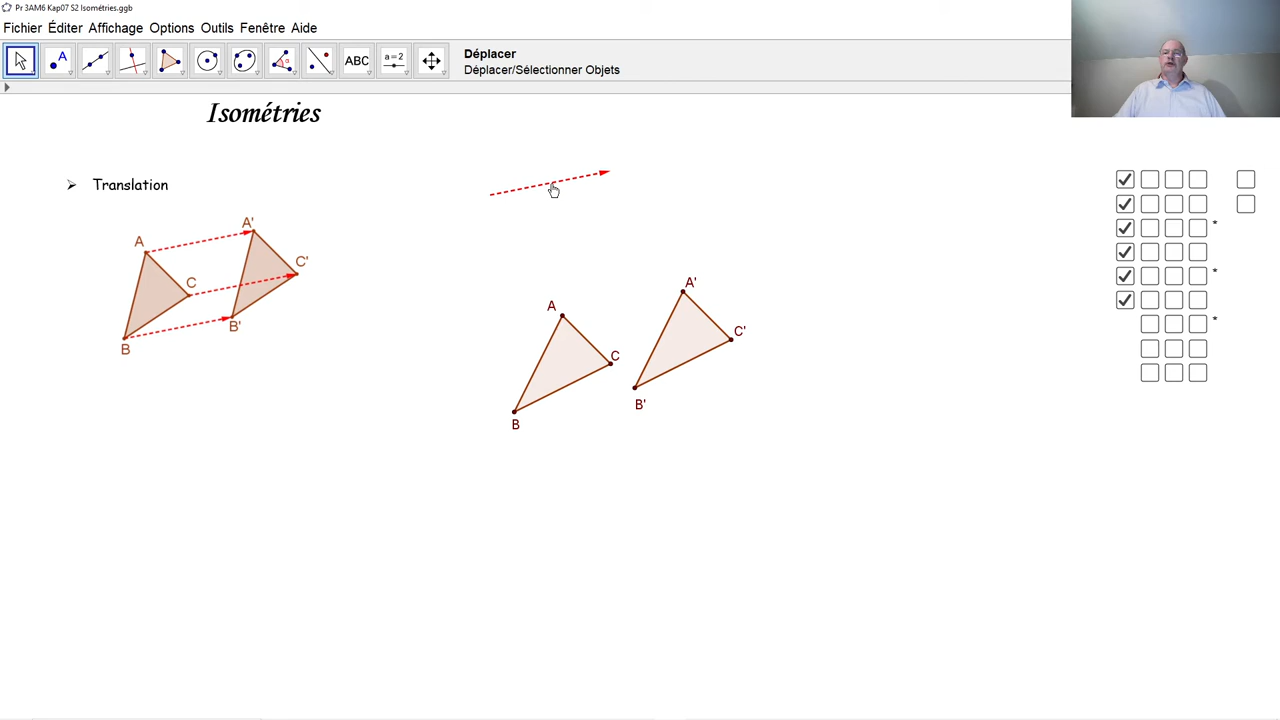 Pr 3AM6 Kap07 S2 Isométries.ggb
Fichier Éditer Affichage Options Fenêtre Aide
A ABC a=2 Déplacer
Déplacer/Sélectionner Objets
Isométries
➢ Translation
A A'
C C'
B B'
A A'
C C'
B B'
*
*
*